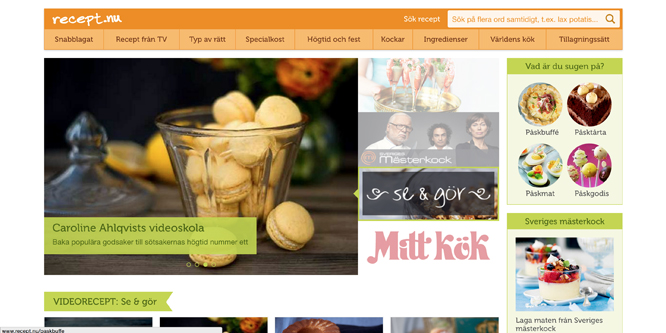 recept.nu
Sök recept
Sök på flera ord samtidigt, t.ex. lax potatis...
Snabblagat
Recept från TV
Typ av rätt
Specialkost
Högtid och fest
Kockar
Ingredienser
Världens kök
Tillagningssätt
Caroline Ahlqvists videoskola
Baka populära godsaker till sötsakernas högtid nummer ett
SVERIGES
mästerkock
se & gör
Mitt kök
Vad är du sugen på?
Påskbuffé
Påsktårta
Påskmat
Påskgodis
Sveriges mästerkock
Laga maten från Sveriges
mästerkock
VIDEORECEPT: Se & gör
www.recept.nu/paskbuffe